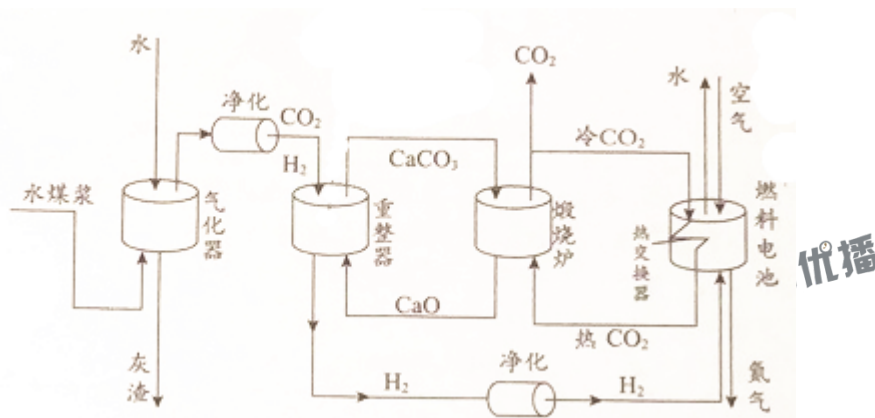 水
净化
CO₂
H₂
水煤浆
气化器
灰渣
CaCO₃
重整器
CaO
H₂
净化
H₂
CO₂
冷CO₂
煅烧炉
热交换器
热 CO₂
水
空气
燃料电池
氮气
优播